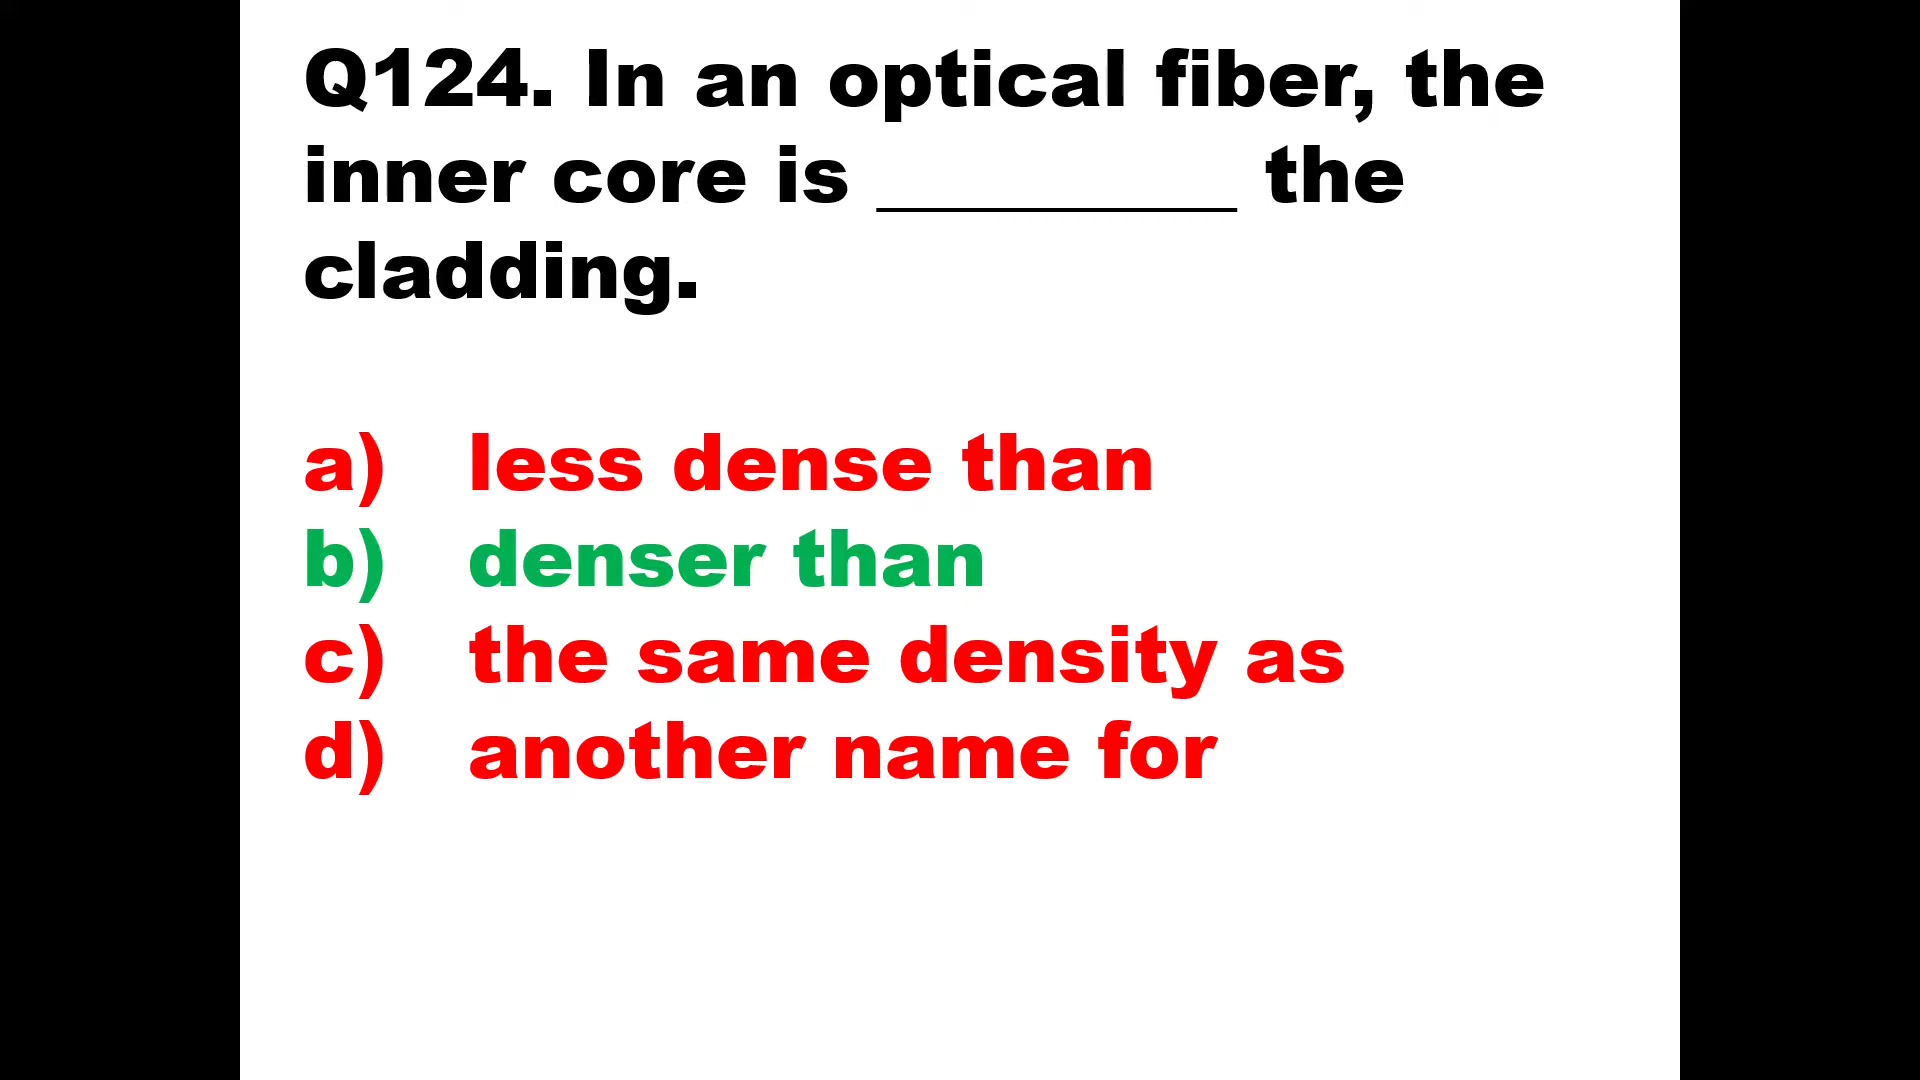 Q124. In an optical fiber, the
inner core is __________ the
cladding.
a) less dense than
b) denser than
c) the same density as
d) another name for